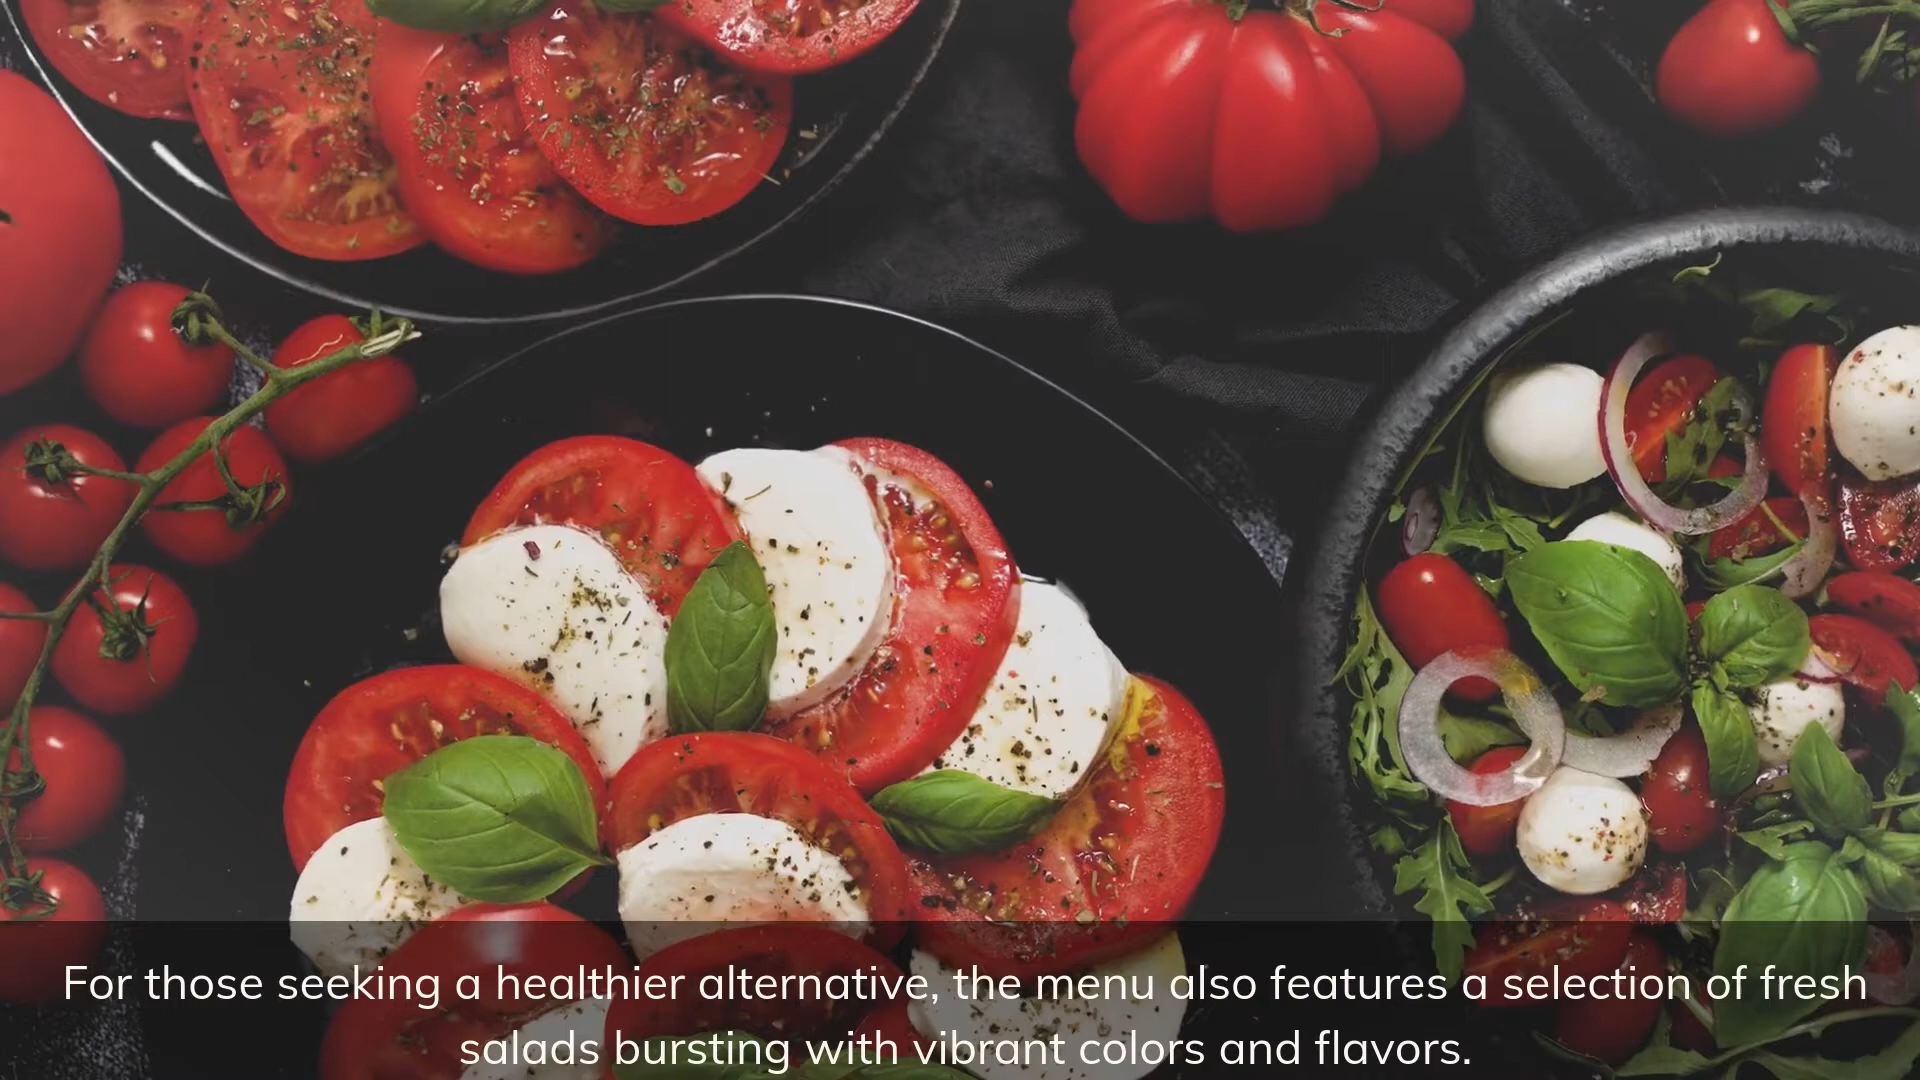 For those seeking a healthier alternative, the menu also features a selection of fresh
salads bursting with vibrant colors and flavors.